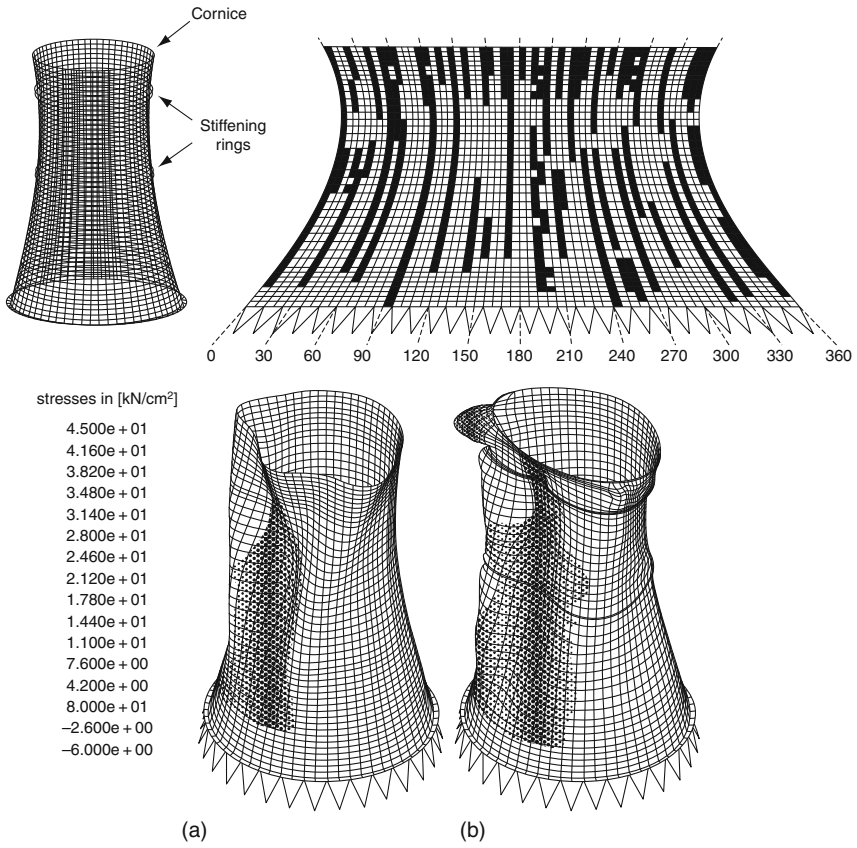 Cornice
Stiffening
rings
0 30 60 90 120 150 180 210 240 270 300 330 360
stresses in [kN/cm²]
4.500e + 01
4.160e + 01
3.820e + 01
3.480e + 01
3.140e + 01
2.800e + 01
2.460e + 01
2.120e + 01
1.780e + 01
1.440e + 01
1.100e + 01
7.600e + 00
4.200e + 00
8.000e + 01
–2.600e + 00
–6.000e + 00
(a) (b)